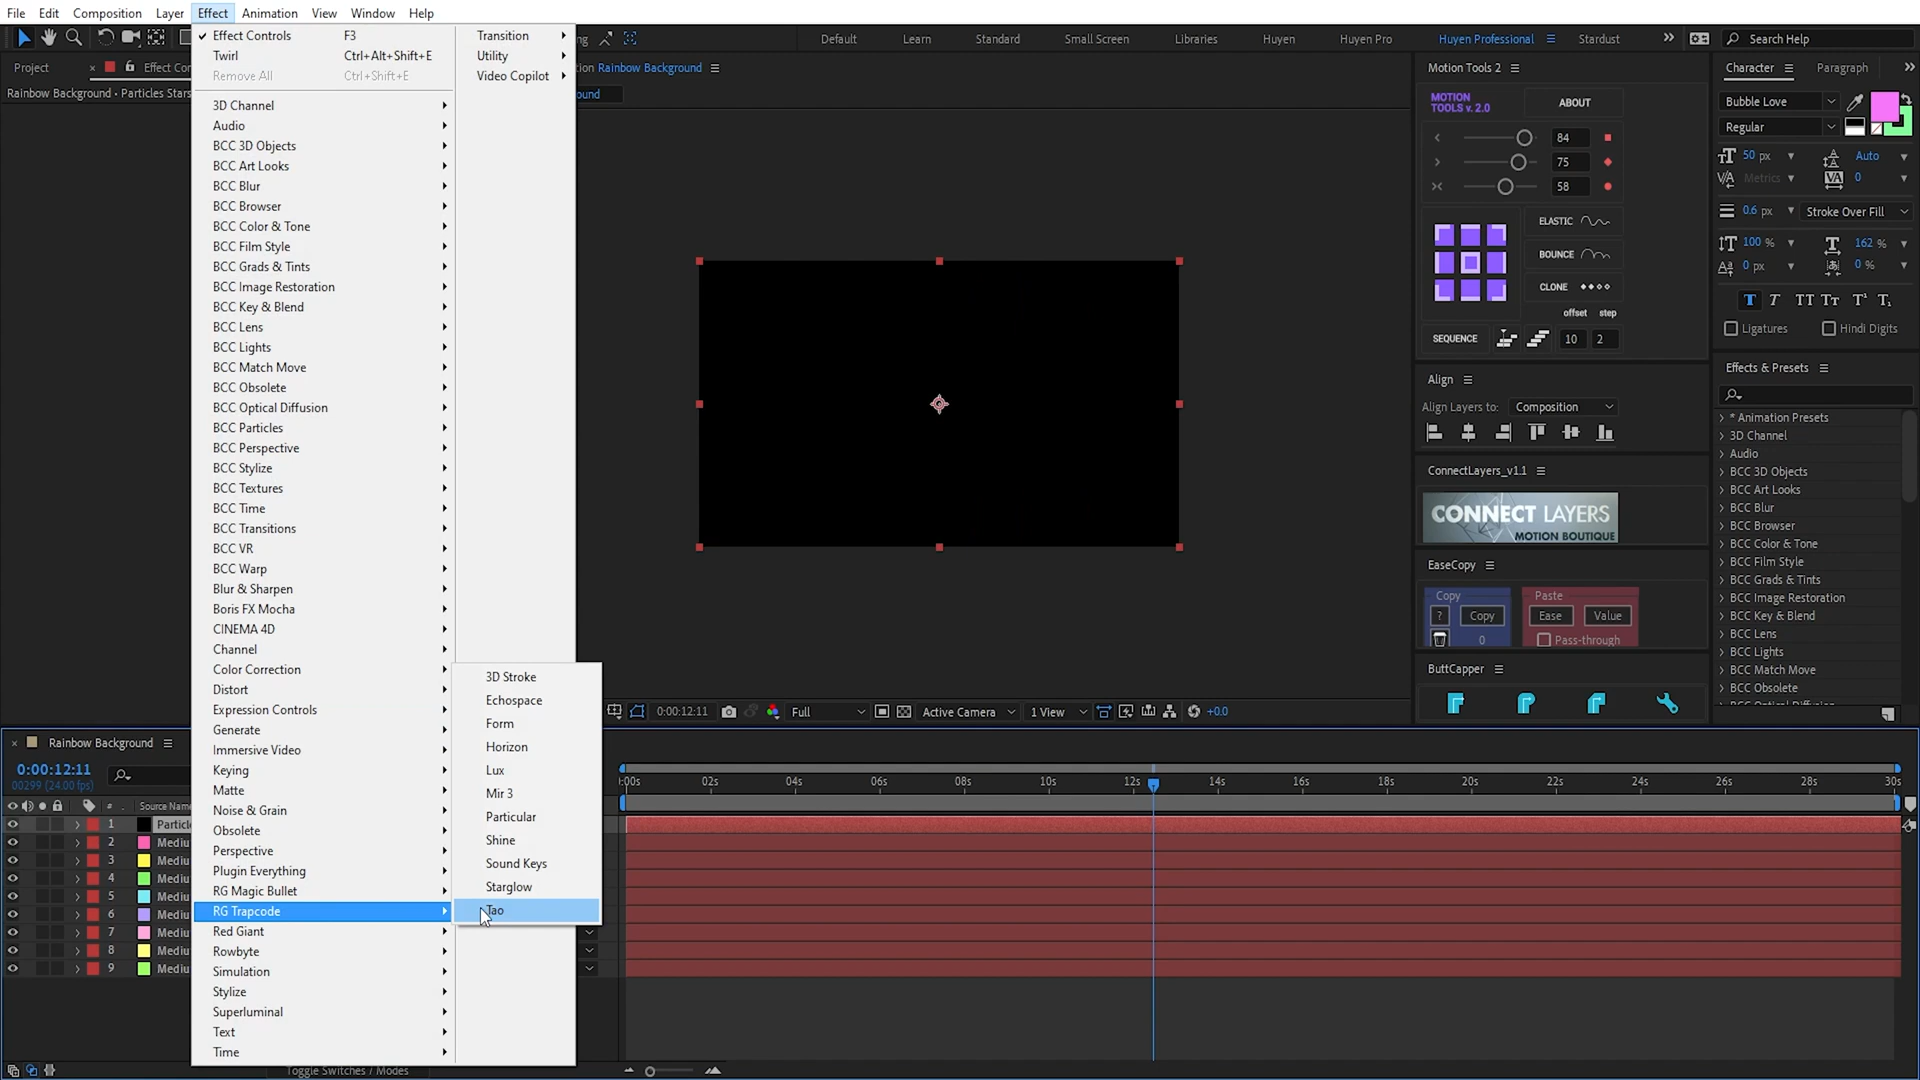 File Edit Composition Layer Effect Animation View Window Help
Default Learn Standard Small Screen Libraries Huyen Huyen Pro Huyen Professional Stardust Search Help
Project Effect Con
Rainbow Background • Particles Stars
Effect Controls F3
Twirl Ctrl+Alt+Shift+E
Remove All Ctrl+Shift+E
3D Channel
Audio
BCC 3D Objects
BCC Art Looks
BCC Blur
BCC Browser
BCC Color & Tone
BCC Film Style
BCC Grads & Tints
BCC Image Restoration
BCC Key & Blend
BCC Lens
BCC Lights
BCC Match Move
BCC Obsolete
BCC Optical Diffusion
BCC Particles
BCC Perspective
BCC Stylize
BCC Textures
BCC Time
BCC Transitions
BCC VR
BCC Warp
Blur & Sharpen
Boris FX Mocha
CINEMA 4D
Channel
Color Correction
Distort
Expression Controls
Generate
Immersive Video
Keying
Matte
Noise & Grain
Obsolete
Perspective
Plugin Everything
RG Magic Bullet
RG Trapcode
Red Giant
Rowbyte
Simulation
Stylize
Superluminal
Text
Time
Transition
Utility
Video Copilot
3D Stroke
Echospace
Form
Horizon
Lux
Mir 3
Particular
Shine
Sound Keys
Starglow
Tao
tion Rainbow Background
ound
0:00:12:11 Full Active Camera 1 View +0.0
Motion Tools 2
MOTION
TOOLS v. 2.0
ABOUT
84
75
58
ELASTIC
BOUNCE
CLONE
offset step
SEQUENCE 10 2
Align
Align Layers to: Composition
ConnectLayers_v1.1
CONNECT LAYERS
MOTION BOUTIQUE
EaseCopy
Copy Paste
? Copy Ease Value
0 Pass-through
ButtCapper
Character Paragraph
Bubble Love
Regular
50 px Auto
Metrics 0
0.6 px Stroke Over Fill
100 % 162 %
0 px 0 %
Ligatures Hindi Digits
Effects & Presets
* Animation Presets
3D Channel
Audio
BCC 3D Objects
BCC Art Looks
BCC Blur
BCC Browser
BCC Color & Tone
BCC Film Style
BCC Grads & Tints
BCC Image Restoration
BCC Key & Blend
BCC Lens
BCC Lights
BCC Match Move
BCC Obsolete
Rainbow Background
0:00:12:11
00299 (24.00 fps)
# Source Name
:00s 02s 04s 06s 08s 10s 12s 14s 16s 18s 20s 22s 24s 26s 28s 30s
1 Particle
2 Mediu
3 Mediu
4 Mediu
5 Mediu
6 Mediu
7 Mediu
8 Mediu
9 Mediu
Toggle Switches / Modes